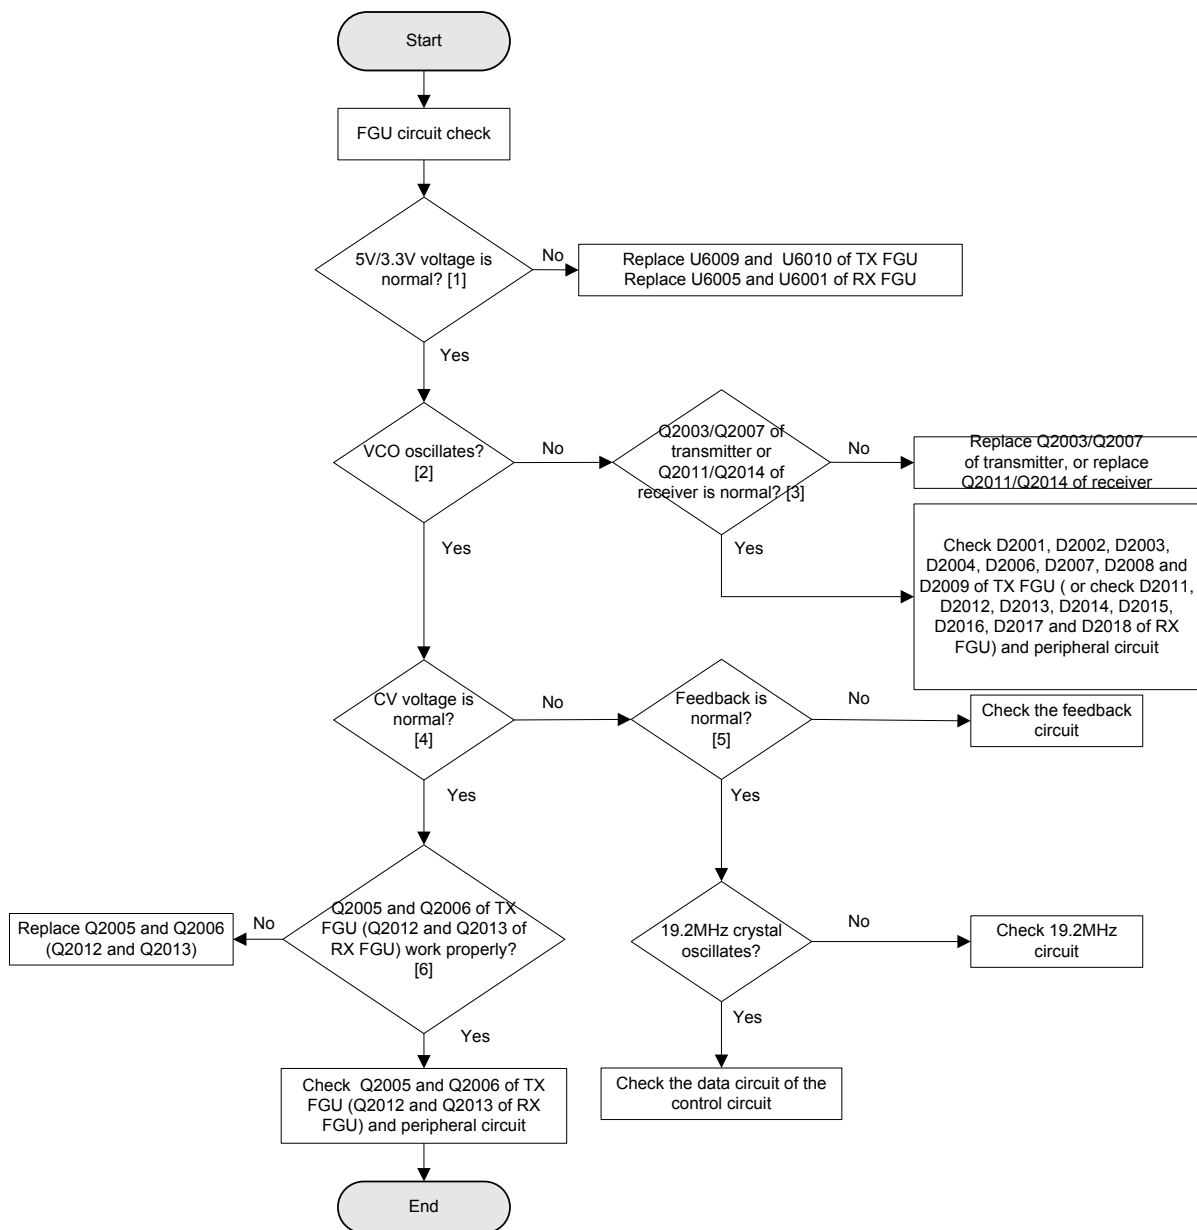 Start
FGU circuit check
5V/3.3V voltage is
normal? [1]
No
Replace U6009 and  U6010 of TX FGU
Replace U6005 and U6001 of RX FGU
Yes
VCO oscillates?
[2]
No
Q2003/Q2007 of
transmitter or
Q2011/Q2014 of
receiver is normal? [3]
No
Replace Q2003/Q2007
of transmitter, or replace
Q2011/Q2014 of receiver
Yes
Yes
Check D2001, D2002, D2003,
D2004, D2006, D2007, D2008 and
D2009 of TX FGU ( or check D2011,
D2012, D2013, D2014, D2015,
D2016, D2017 and D2018 of RX
FGU) and peripheral circuit
CV voltage is
normal?
[4]
No
Feedback is
normal?
[5]
No
Check the feedback
circuit
Yes
Yes
Q2005 and Q2006 of TX
FGU (Q2012 and Q2013 of
RX FGU) work properly?
[6]
No
Replace Q2005 and Q2006
(Q2012 and Q2013)
19.2MHz crystal
oscillates?
No
Check 19.2MHz
circuit
Yes
Yes
Check  Q2005 and Q2006 of TX
FGU (Q2012 and Q2013 of RX
FGU) and peripheral circuit
Check the data circuit of the
control circuit
End